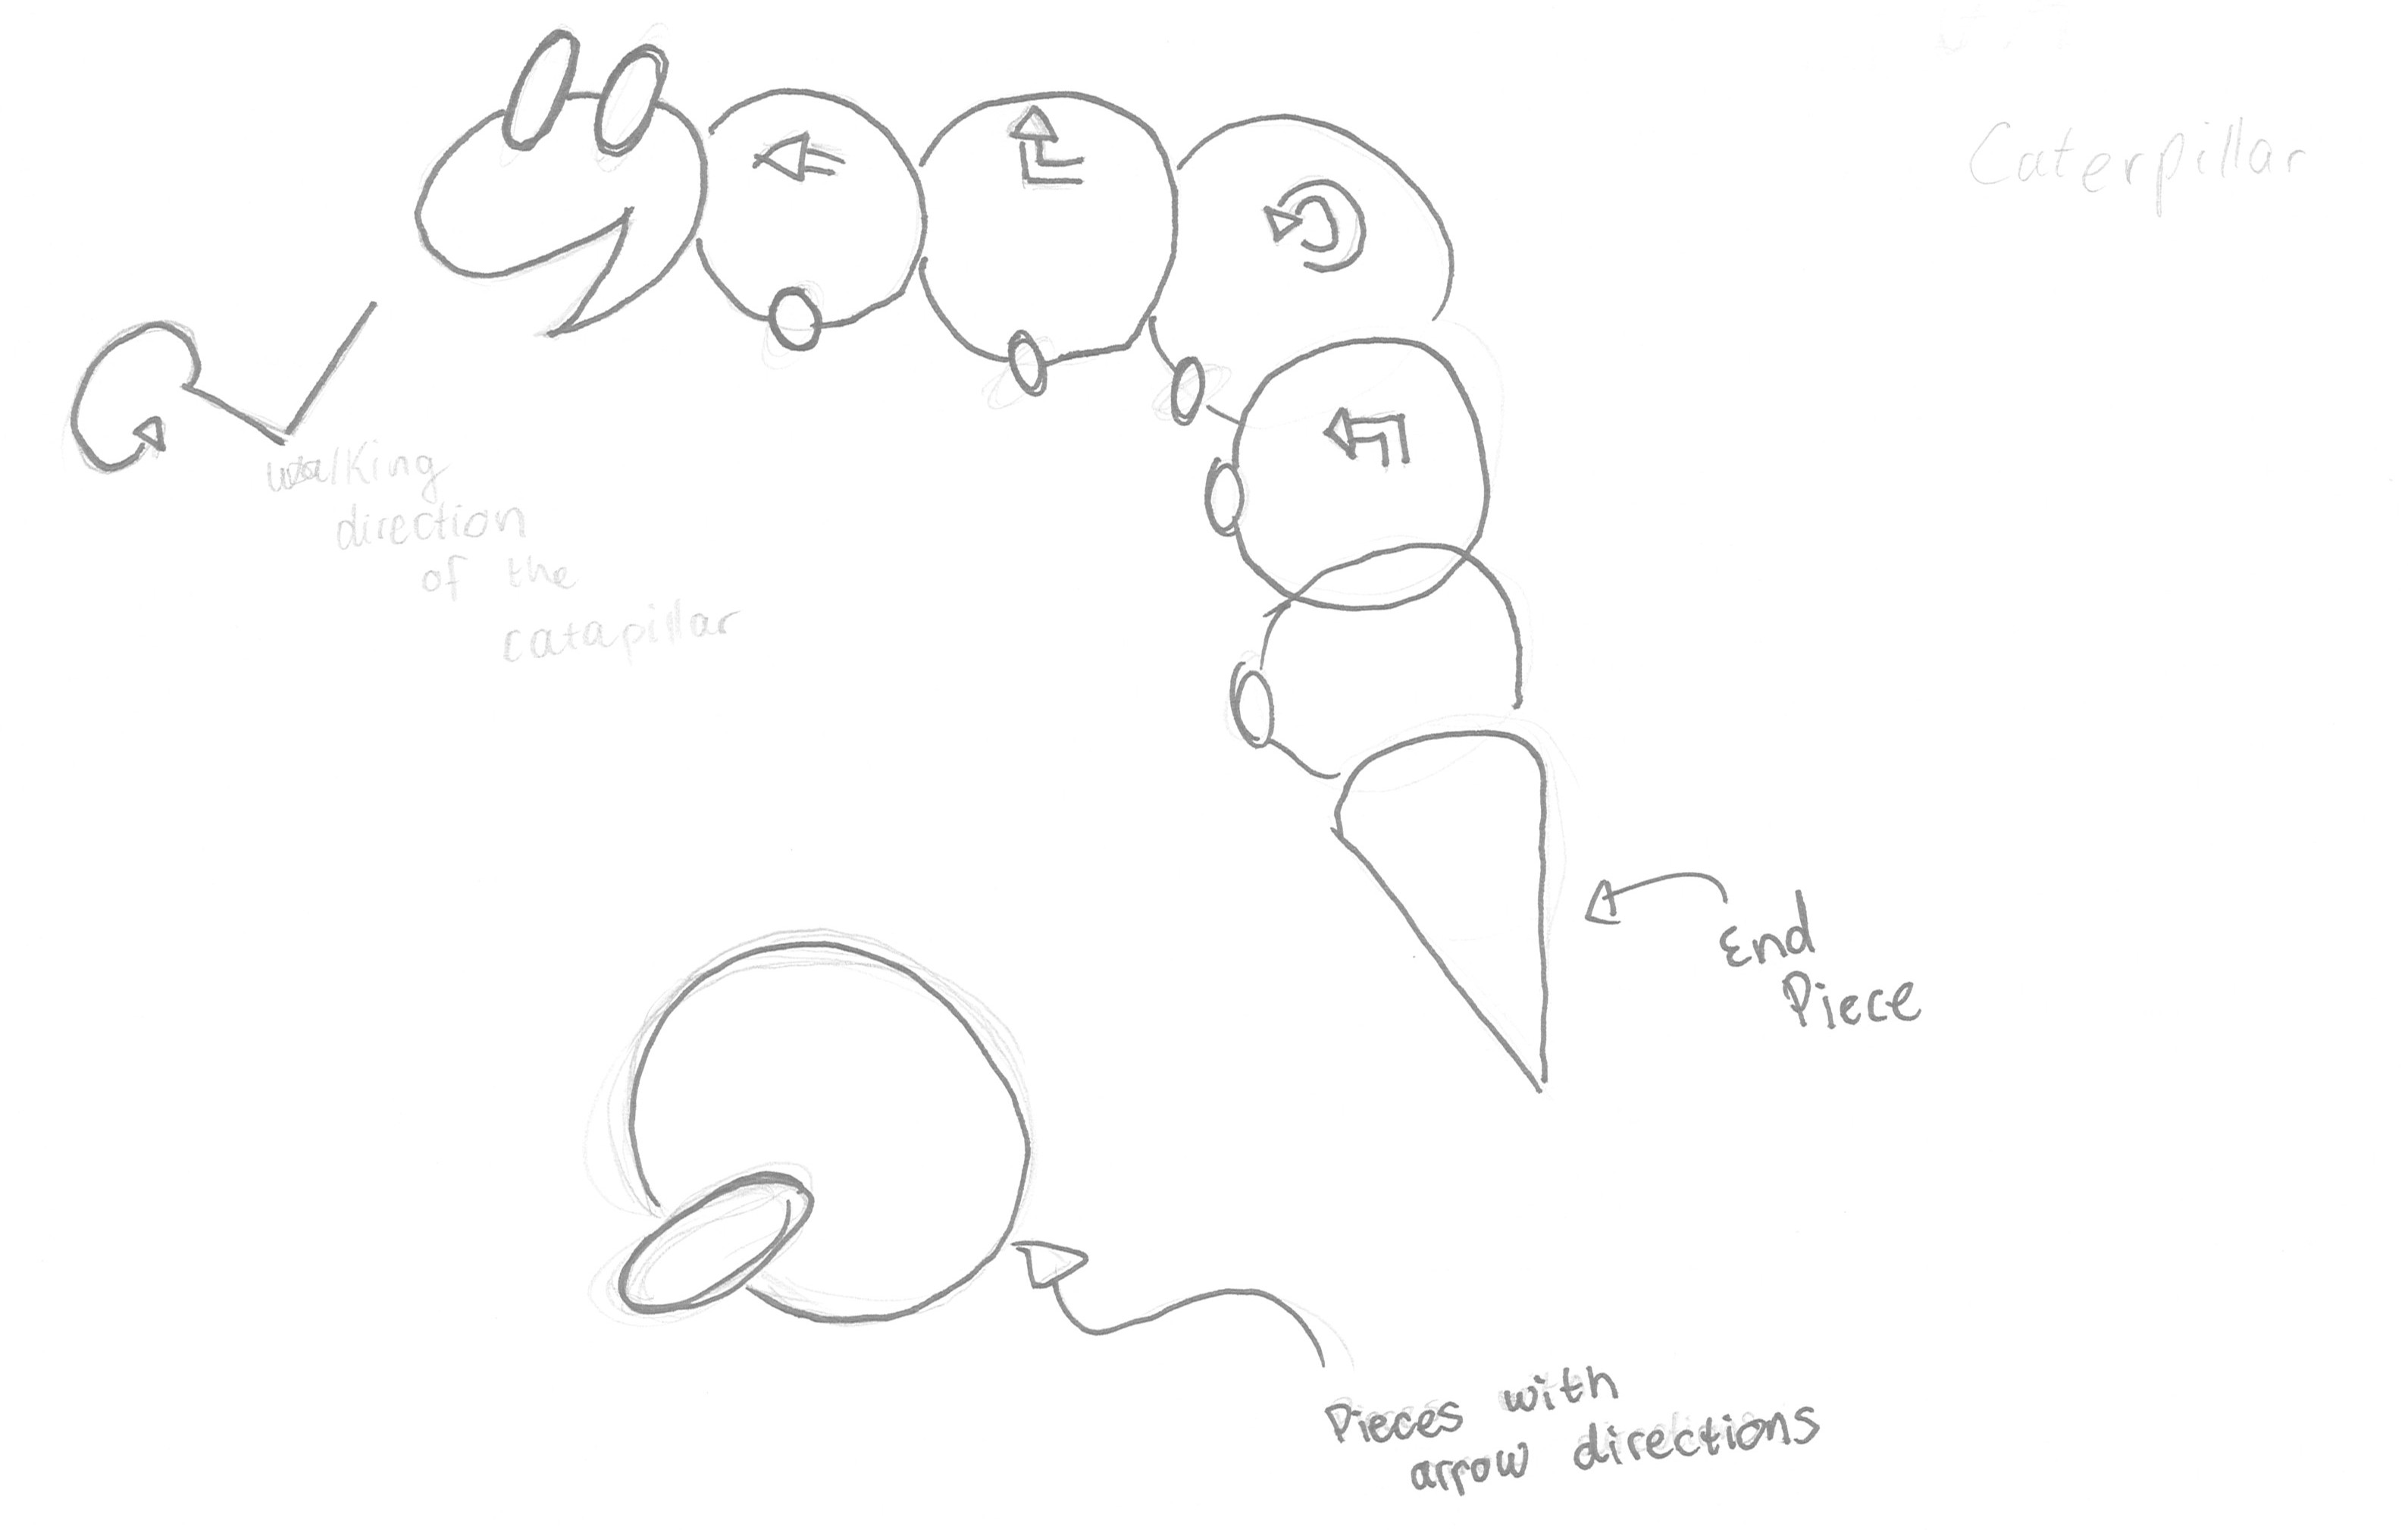 Caterpillar
walking
direction
of the
catapillar
End
Piece
Pieces with
arrow directions